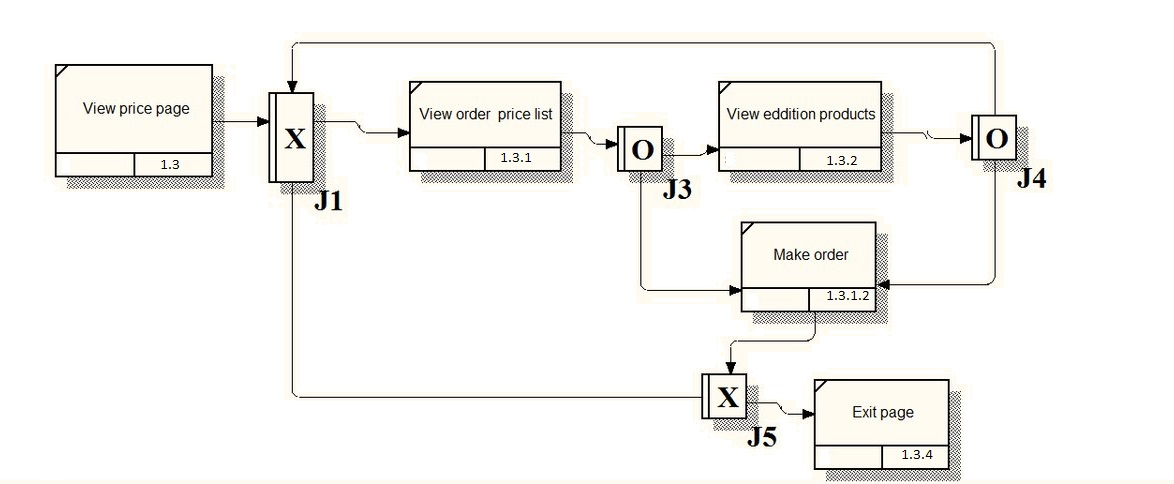 View price page
1.3
X
J1
View order price list
1.3.1
O
J3
View eddition products
1.3.2
O
J4
Make order
1.3.1.2
X
J5
Exit page
1.3.4